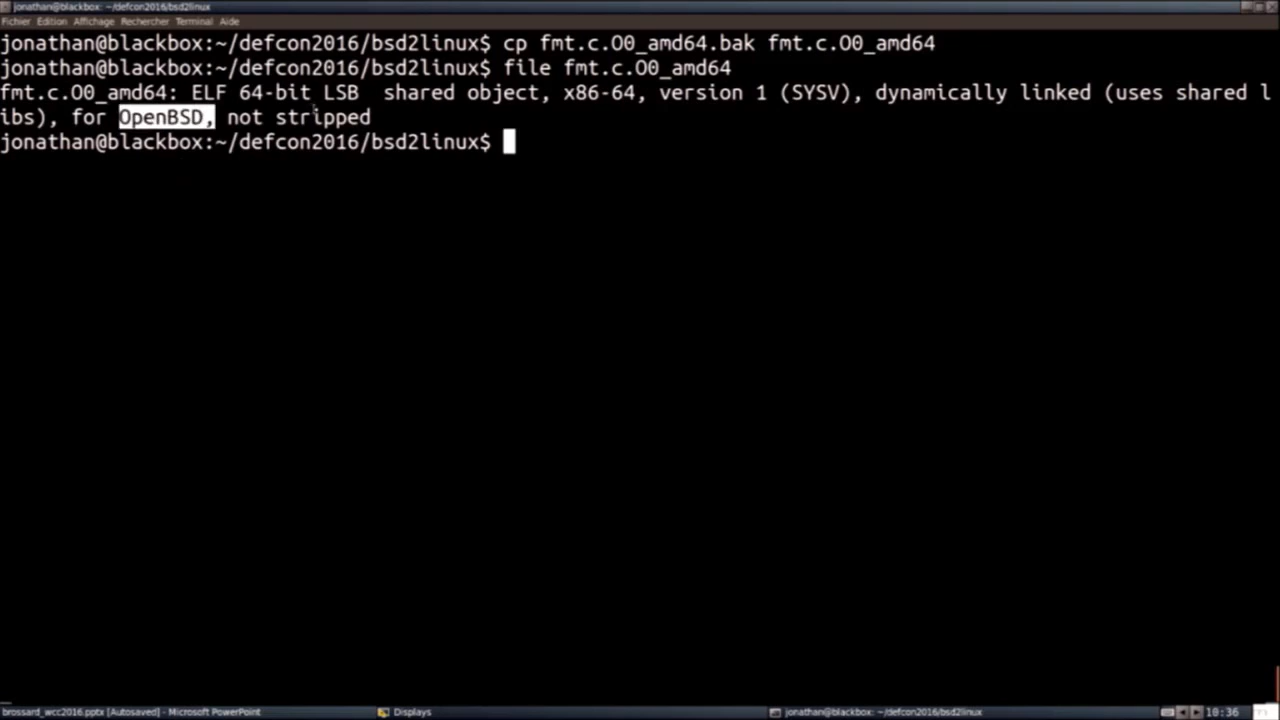 jonathan@blackbox: ~/defcon2016/bsd2linux
Fichier Édition Affichage Rechercher Terminal Aide
jonathan@blackbox:~/defcon2016/bsd2linux$ cp fmt.c.O0_amd64.bak fmt.c.O0_amd64
jonathan@blackbox:~/defcon2016/bsd2linux$ file fmt.c.O0_amd64
fmt.c.O0_amd64: ELF 64-bit LSB  shared object, x86-64, version 1 (SYSV), dynamically linked (uses shared l
ibs), for OpenBSD, not stripped
jonathan@blackbox:~/defcon2016/bsd2linux$
brossard_wcc2016.pptx [Autosaved] - Microsoft PowerPoint Displays jonathan@blackbox: ~/defcon2016/bsd2linux 10:36